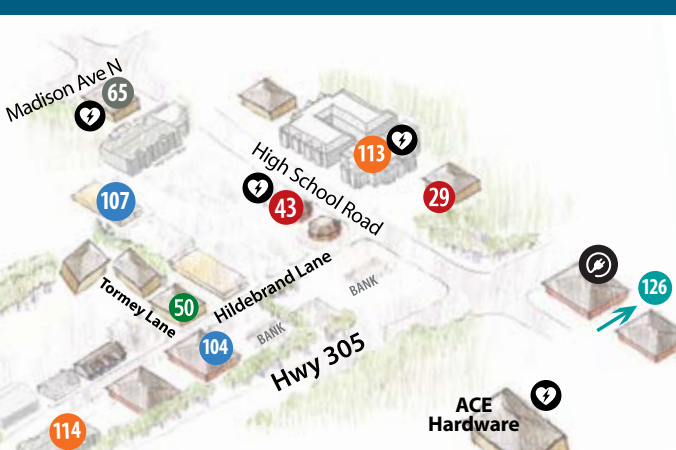 Madison Ave N
65
113
High School Road
107
43
29
126
Tormey Lane
50
Hildebrand Lane
BANK
104
BANK
Hwy 305
ACE
Hardware
114